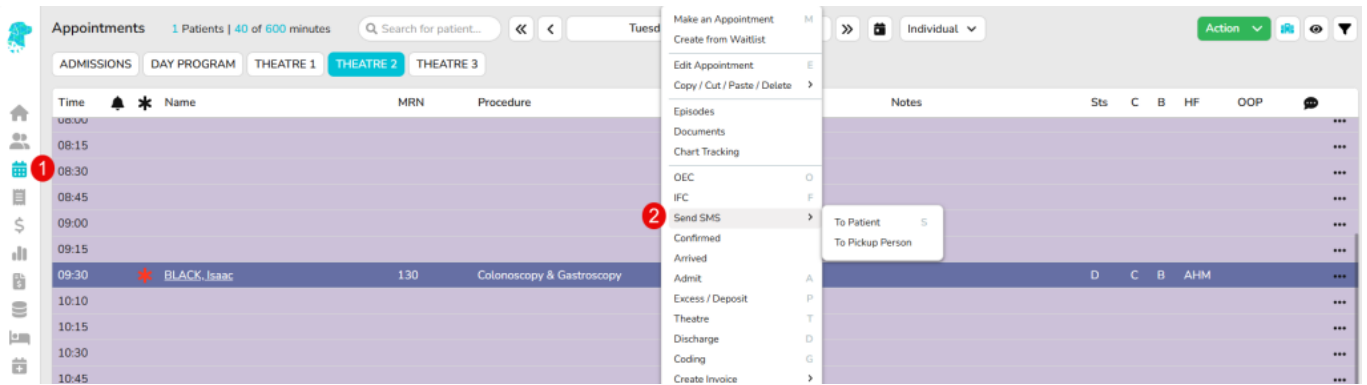 Appointments 1 Patients | 40 of 600 minutes Search for patient... Tuesd Individual Action
ADMISSIONS DAY PROGRAM THEATRE 1 THEATRE 2 THEATRE 3
Time Name MRN Procedure Notes Sts C B HF OOP
08:00
08:15
1 08:30
08:45
09:00
09:15
09:30 BLACK, Isaac 130 Colonoscopy & Gastroscopy D C B AHM
10:10
10:15
10:30
10:45
Make an Appointment M
Create from Waitlist
Edit Appointment E
Copy / Cut / Paste / Delete
Episodes
Documents
Chart Tracking
OEC O
IFC F
2 Send SMS
Confirmed
Arrived
Admit A
Excess / Deposit P
Theatre T
Discharge D
Coding G
Create Invoice
To Patient S
To Pickup Person